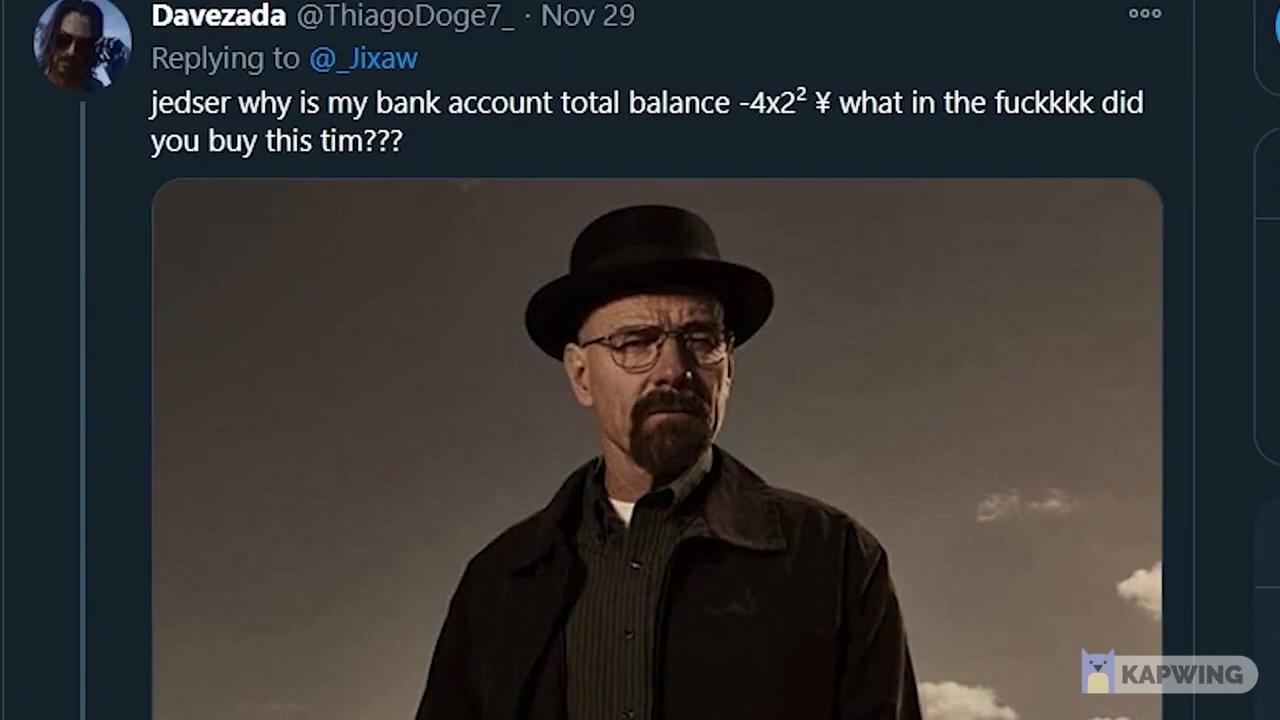 Davezada @ThiagoDoge7_ · Nov 29
Replying to @_Jixaw
jedser why is my bank account total balance -4x2² ¥ what in the fuckkkk did
you buy this tim???
KAPWING